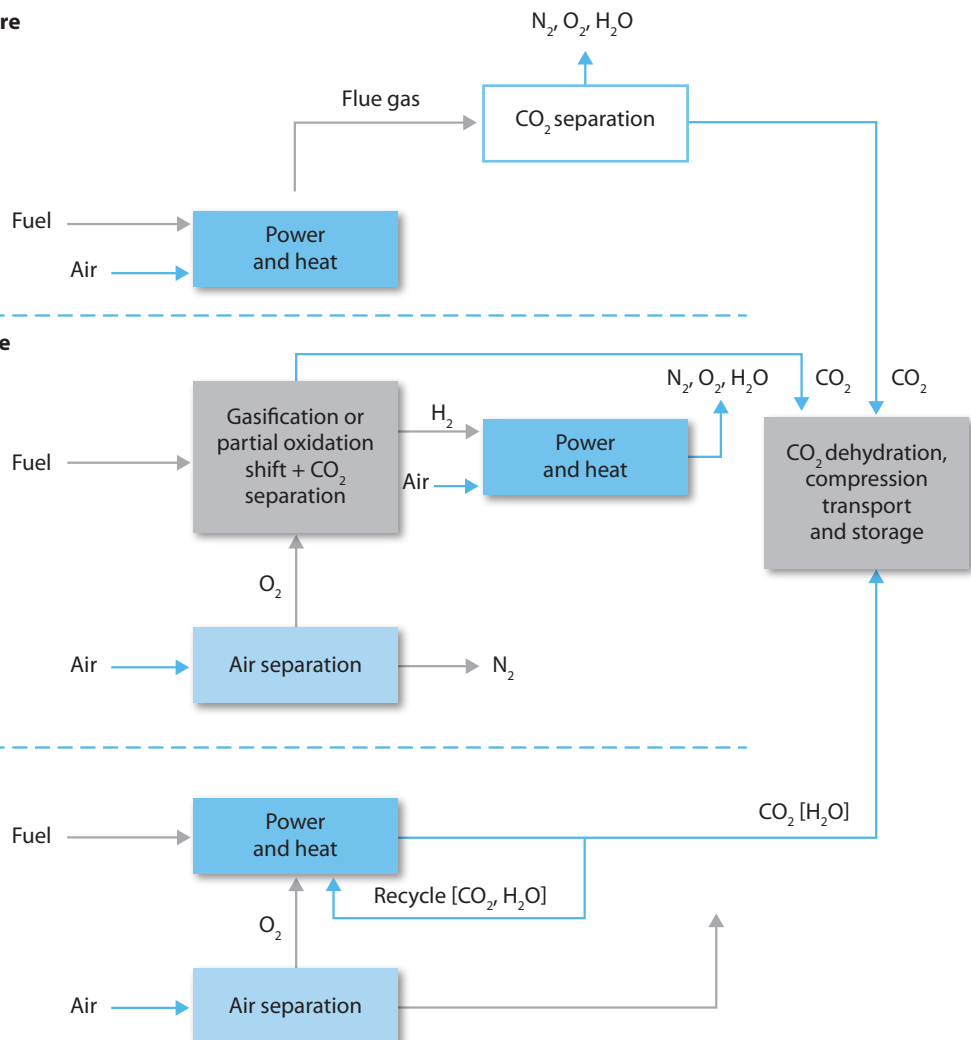 re
N₂, O₂, H₂O
Flue gas
CO₂ separation
Fuel
Power
and heat
Air
e
N₂, O₂, H₂O
CO₂
CO₂
Gasification or
partial oxidation
shift + CO₂
separation
H₂
Fuel
Air
Power
and heat
CO₂ dehydration,
compression
transport
and storage
O₂
Air
Air separation
N₂
CO₂ [H₂O]
Fuel
Power
and heat
Recycle [CO₂, H₂O]
O₂
Air
Air separation